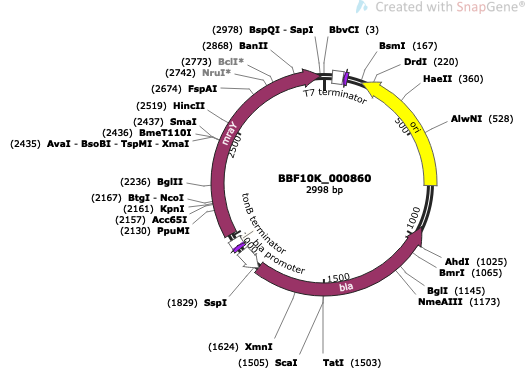 Created with SnapGene®
(2978) BspQI - SapI
BbvCI (3)
(2868) BanII
BsmI (167)
(2773) BclI*
DrdI (220)
(2742) NruI*
HaeII (360)
(2674) FspAI
T7 terminator
(2519) HincII
AlwNI (528)
(2437) SmaI
ori
500
(2436) BmeT110I
mraY
2500
(2435) AvaI - BsoBI - TspMI - XmaI
BBF10K_000860
2998 bp
(2236) BglII
(2167) BtgI - NcoI
(2161) KpnI
(2157) Acc65I
(2130) PpuMI
tonB terminator
1000
bla promoter
AhdI (1025)
BmrI (1065)
1500
bla
BglI (1145)
NmeAIII (1173)
(1829) SspI
(1624) XmnI
(1505) ScaI
TatI (1503)